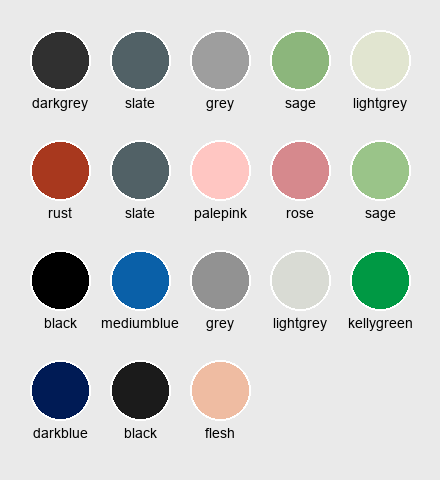 darkgrey slate grey sage lightgrey
rust slate palepink rose sage
black mediumblue grey lightgrey kellygreen
darkblue black flesh